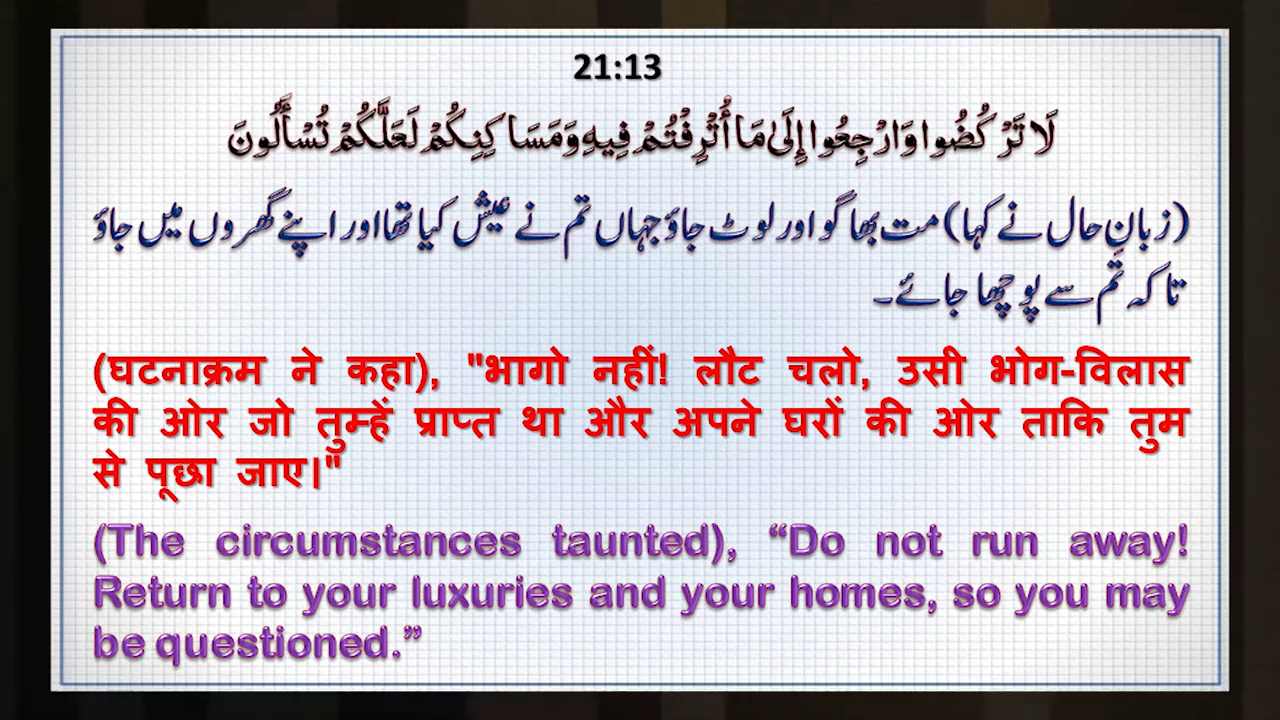 21:13
لَا تَرْكُضُوا وَارْجِعُوا إِلَىٰ مَا أُتْرِفْتُمْ فِيهِ وَمَسَاكِنِكُمْ لَعَلَّكُمْ تُسْأَلُونَ
(زبانِ حال نے کہا) مت بھاگو اور لوٹ جاؤ جہاں تم نے عیش کیا تھا اور اپنے گھروں میں جاؤ
تاکہ تم سے پوچھا جائے۔
(घटनाक्रम ने कहा), "भागो नहीं! लौट चलो, उसी भोग-विलास
की ओर जो तुम्हें प्राप्त था और अपने घरों की ओर ताकि तुम
से पूछा जाए।"
(The circumstances taunted), “Do not run away!
Return to your luxuries and your homes, so you may
be questioned.”